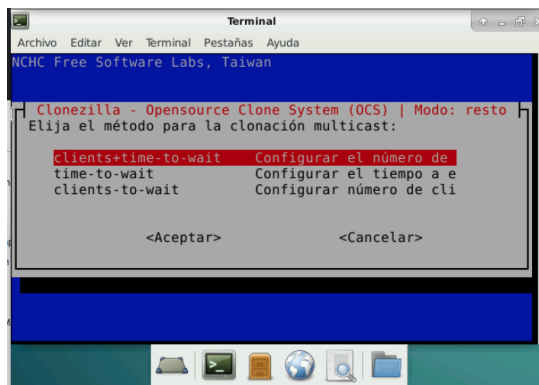 Terminal
Archivo Editar Ver Terminal Pestañas Ayuda
NCHC Free Software Labs, Taiwan
Clonezilla - Opensource Clone System (OCS) | Modo: resto
Elija el método para la clonación multicast:
clients+time-to-wait Configurar el número de
time-to-wait Configurar el tiempo a e
clients-to-wait Configurar número de cli
<Aceptar> <Cancelar>